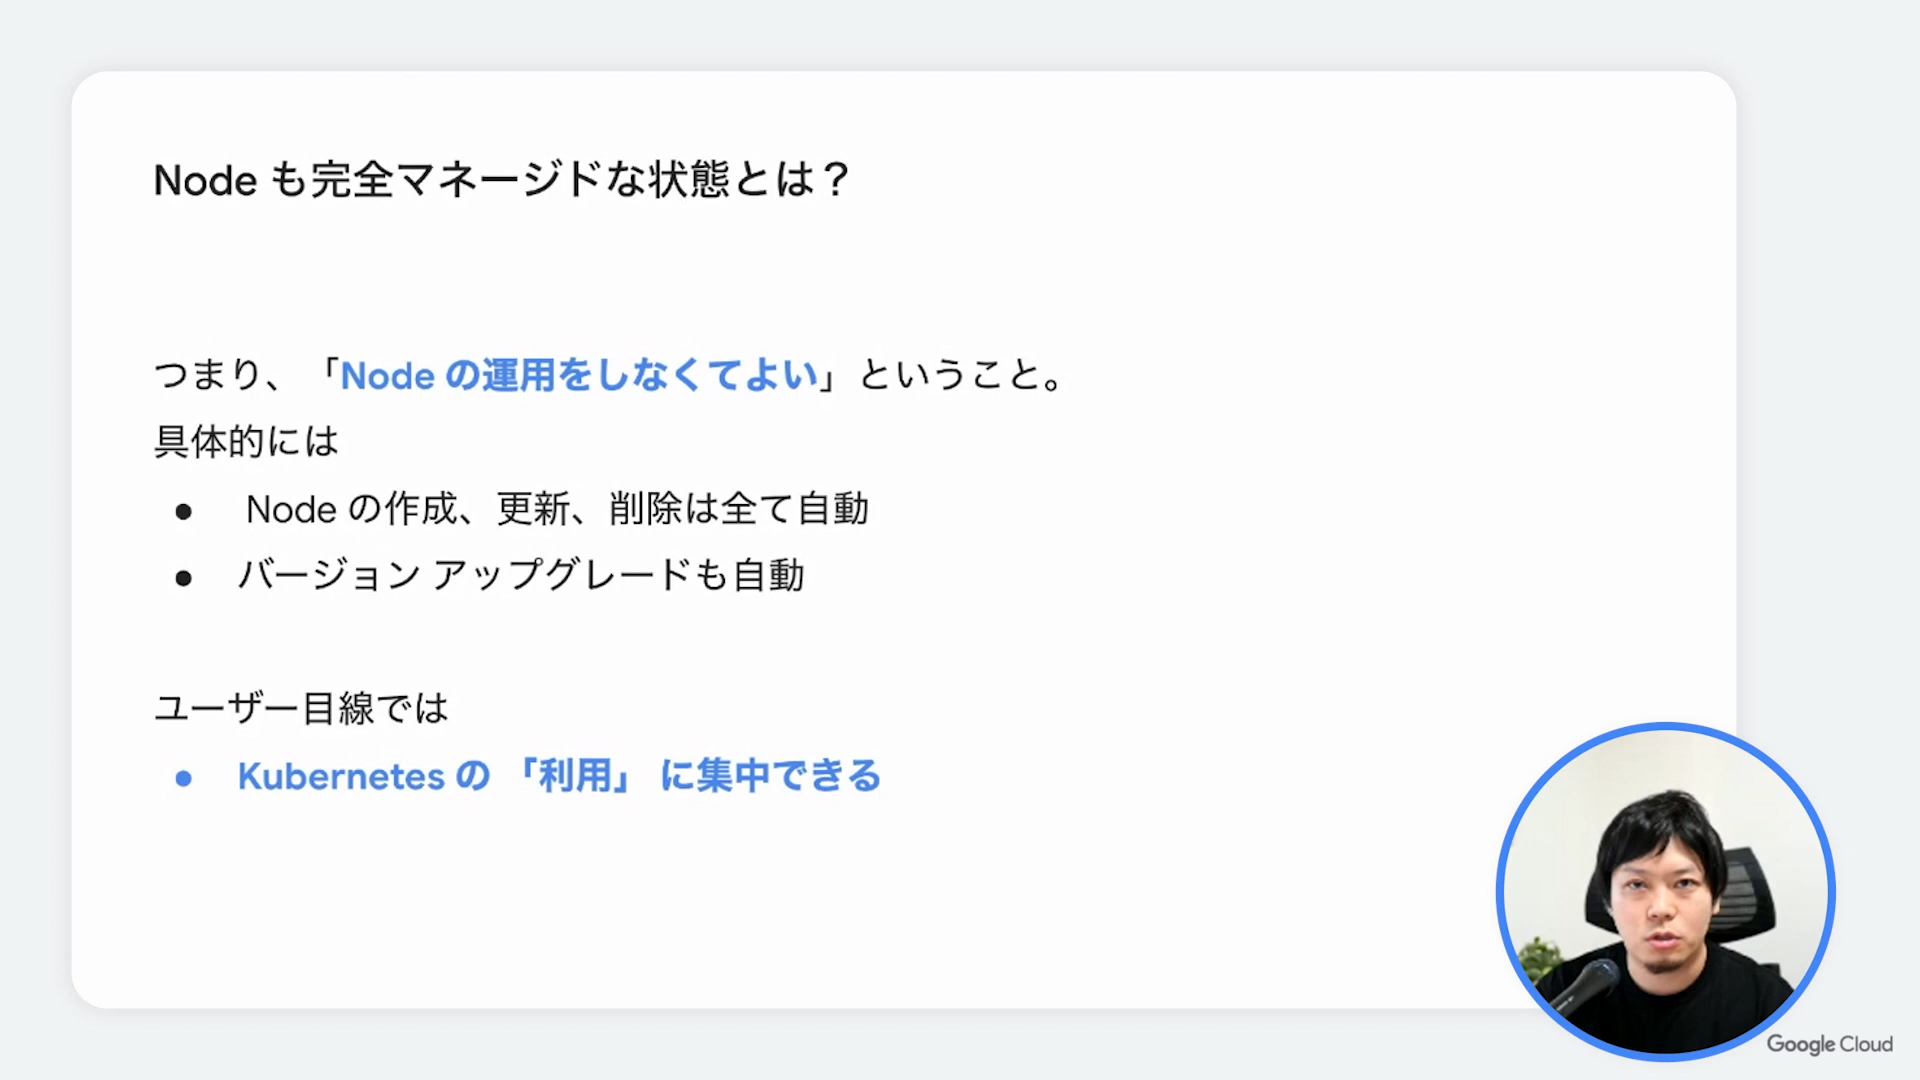 Node も完全マネージドな状態とは？
つまり、「Node の運用をしなくてよい」ということ。
具体的には
● Node の作成、更新、削除は全て自動
● バージョン アップグレードも自動
ユーザー目線では
● Kubernetes の 「利用」 に集中できる
Google Cloud